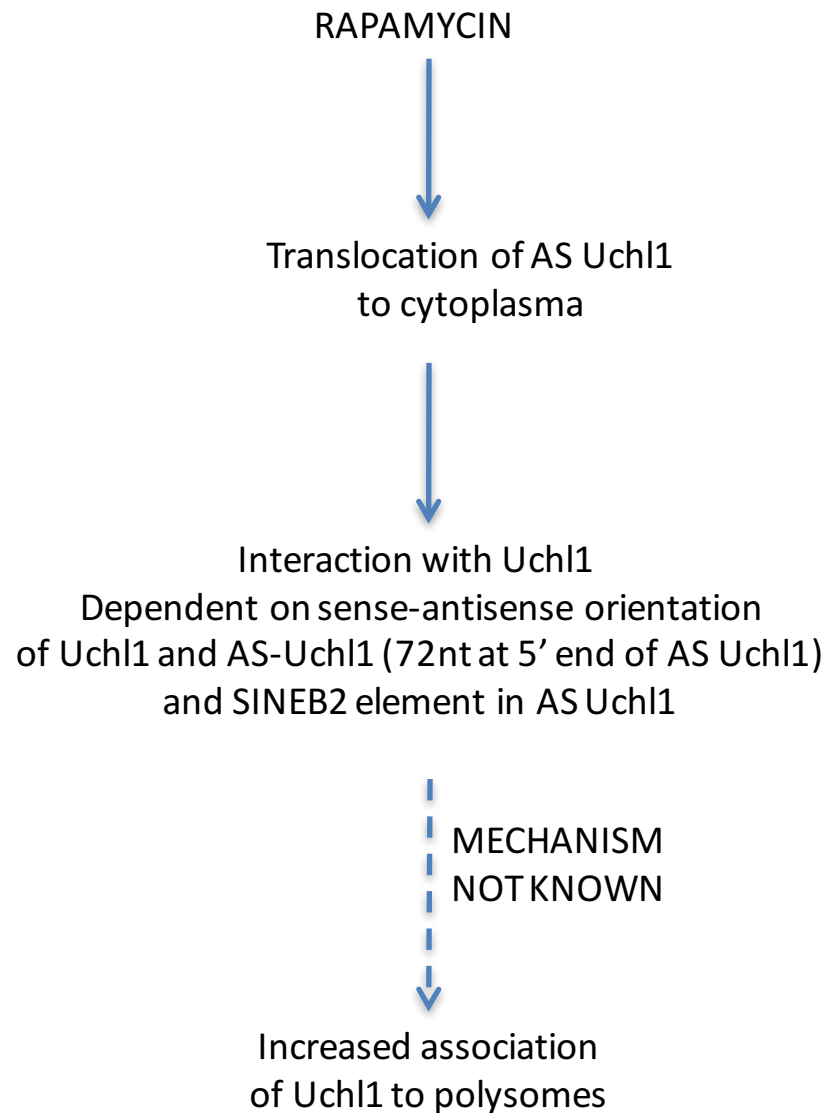 RAPAMYCIN
Translocation of AS Uchl1
to cytoplasma
Interaction with Uchl1
Dependent on sense-antisense orientation
of Uchl1 and AS-Uchl1 (72nt at 5’ end of AS Uchl1)
and SINEB2 element in AS Uchl1
MECHANISM
NOT KNOWN
Increased association
of Uchl1 to polysomes